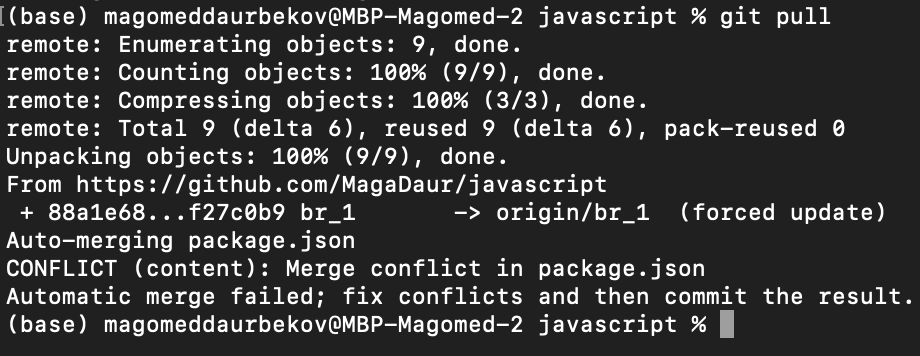 (base) magomeddaurbekov@MBP-Magomed-2 javascript % git pull
remote: Enumerating objects: 9, done.
remote: Counting objects: 100% (9/9), done.
remote: Compressing objects: 100% (3/3), done.
remote: Total 9 (delta 6), reused 9 (delta 6), pack-reused 0
Unpacking objects: 100% (9/9), done.
From https://github.com/MagaDaur/javascript
 + 88a1e68...f27c0b9 br_1       -> origin/br_1  (forced update)
Auto-merging package.json
CONFLICT (content): Merge conflict in package.json
Automatic merge failed; fix conflicts and then commit the result.
(base) magomeddaurbekov@MBP-Magomed-2 javascript %